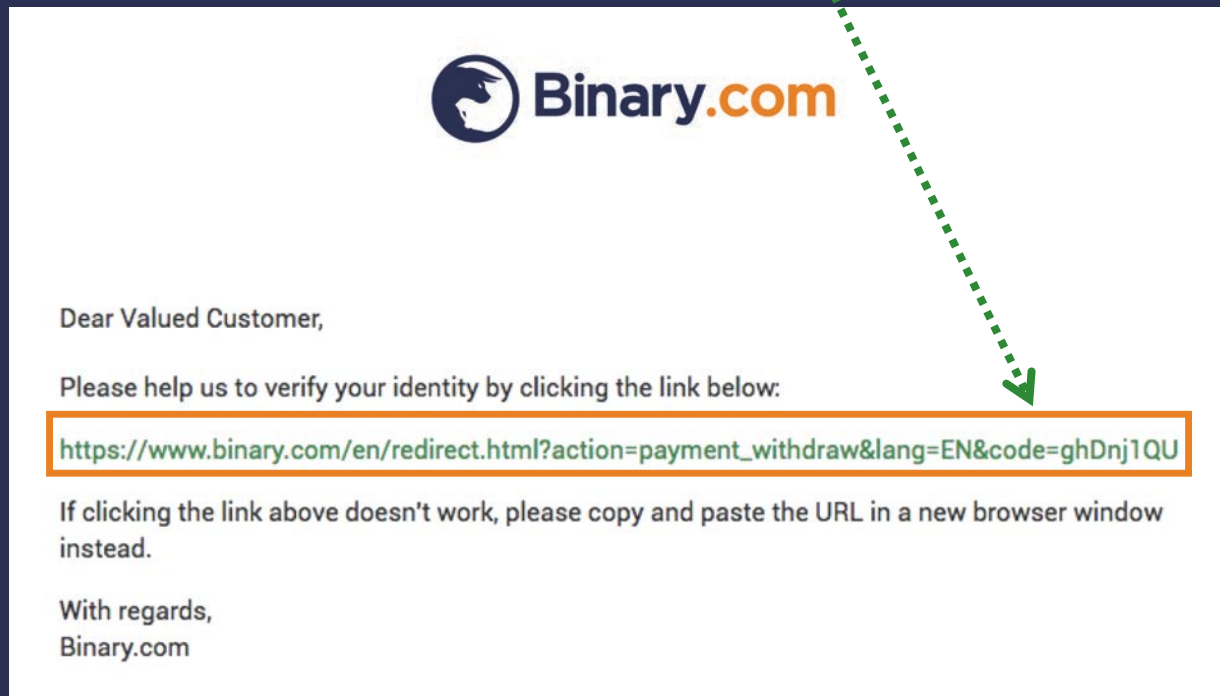 Binary.com
Dear Valued Customer,
Please help us to verify your identity by clicking the link below:
https://www.binary.com/en/redirect.html?action=payment_withdraw&lang=EN&code=ghDnj1QU
If clicking the link above doesn't work, please copy and paste the URL in a new browser window
instead.
With regards,
Binary.com